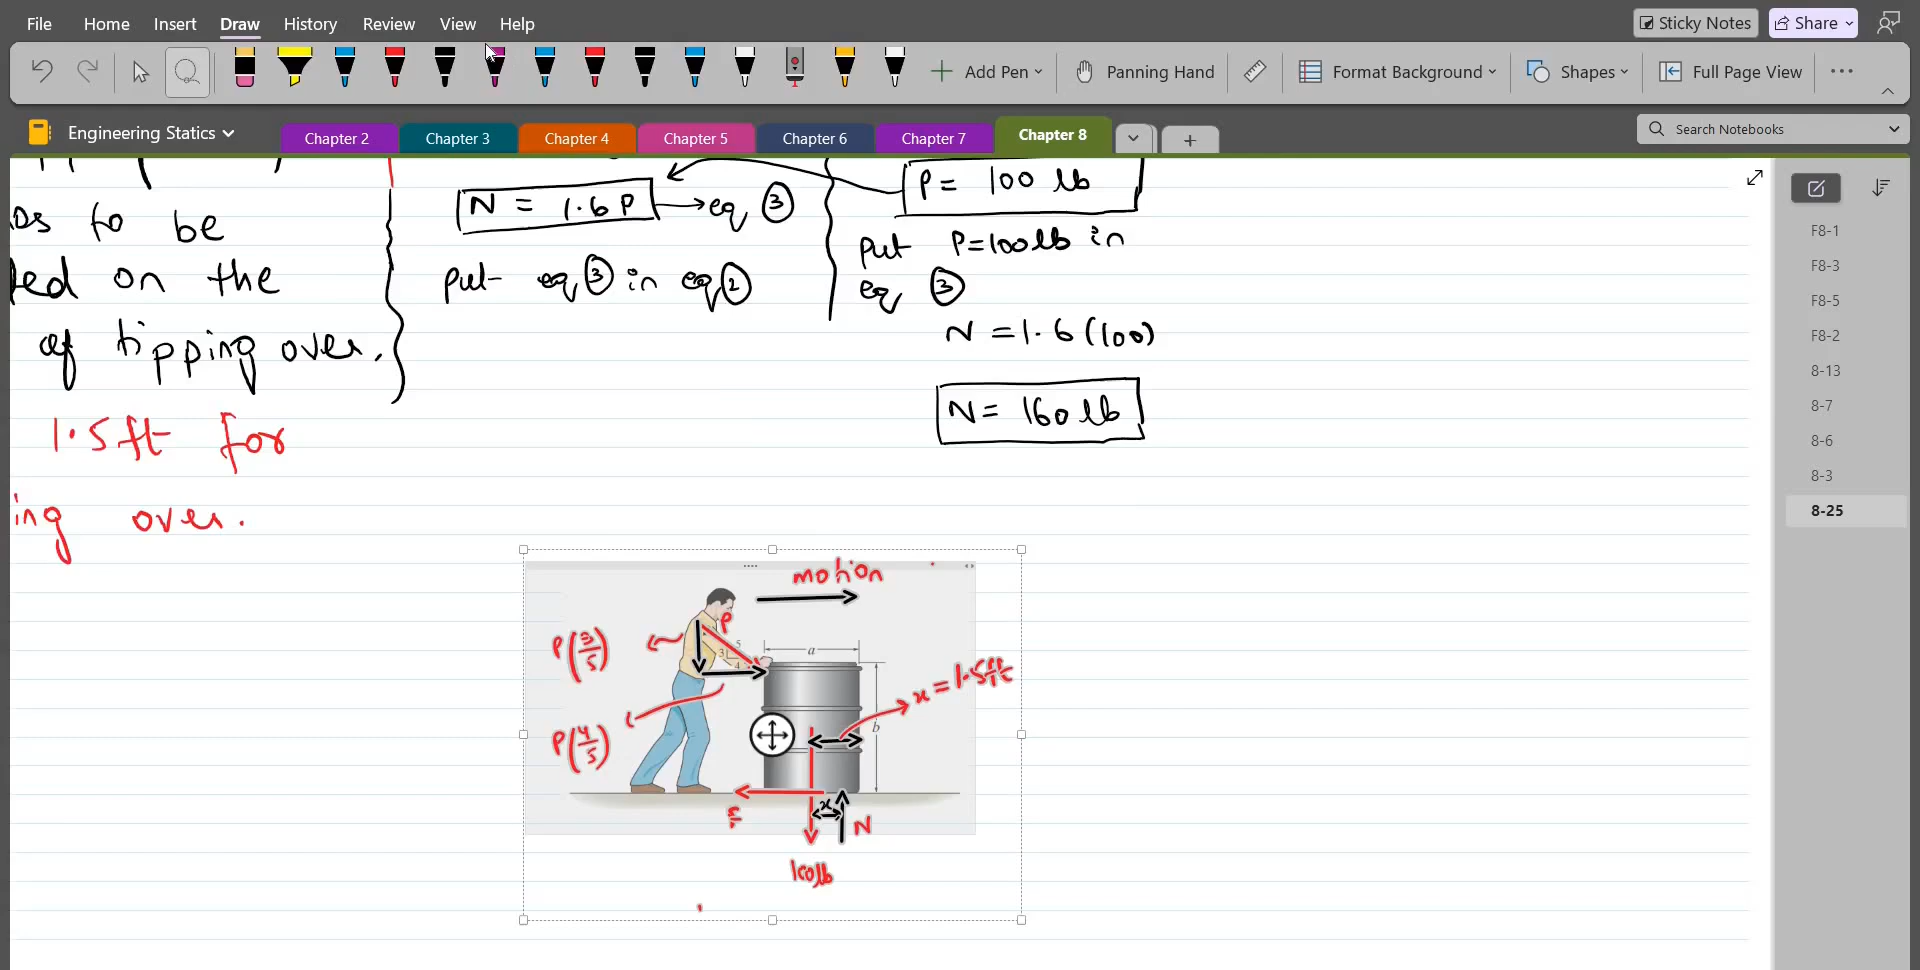 File Home Insert Draw History Review View Help
Sticky Notes Share
Add Pen Panning Hand Format Background Shapes Full Page View
Engineering Statics Chapter 2 Chapter 3 Chapter 4 Chapter 5 Chapter 6 Chapter 7 Chapter 8
Search Notebooks
to be
on the
of tipping over.
1.5ft for
ing over.
N = 1.6 P → eq ③
put eq ③ in eq ②
P = 100 lb
put P=100lb in
eq ③
N = 1.6 (100)
N = 160 lb
motion
P
P(3/5)
5
3
4
a
x = 1.5ft
b
P(4/5)
x
N
100lb
F8-1
F8-3
F8-5
F8-2
8-13
8-7
8-6
8-3
8-25